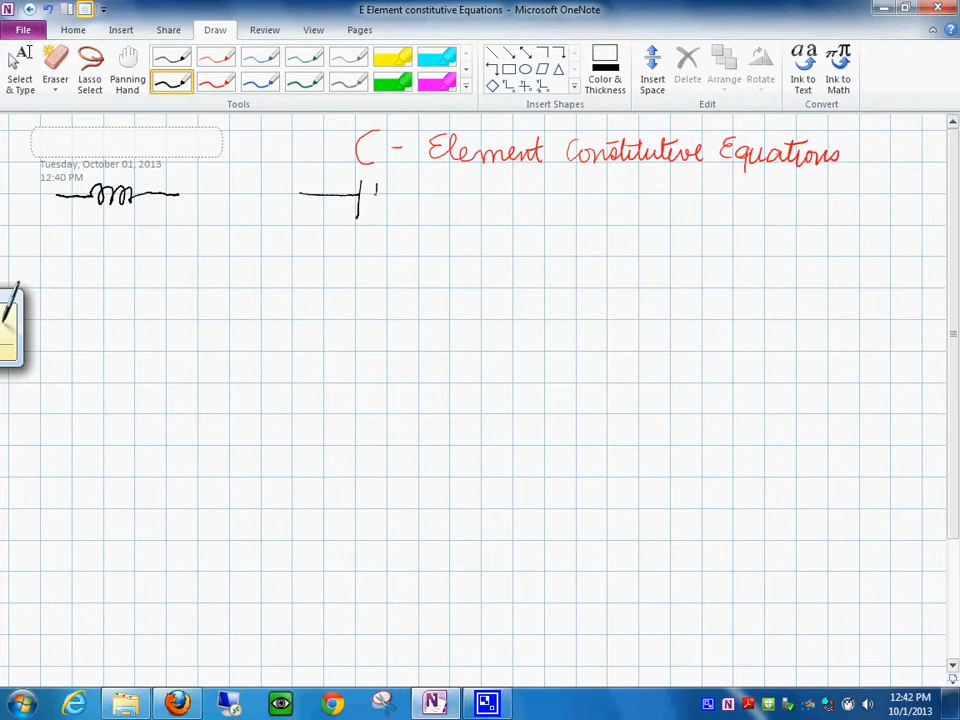 E Element constitutive Equations - Microsoft OneNote
File Home Insert Share Draw Review View Pages
Select & Type Eraser Lasso Select Panning Hand Color & Thickness Insert Space Delete Arrange Rotate Ink to Text Ink to Math
Tools Insert Shapes Edit Convert
C - Element Constitutive Equations
Tuesday, October 01, 2013
12:40 PM
12:42 PM
10/1/2013